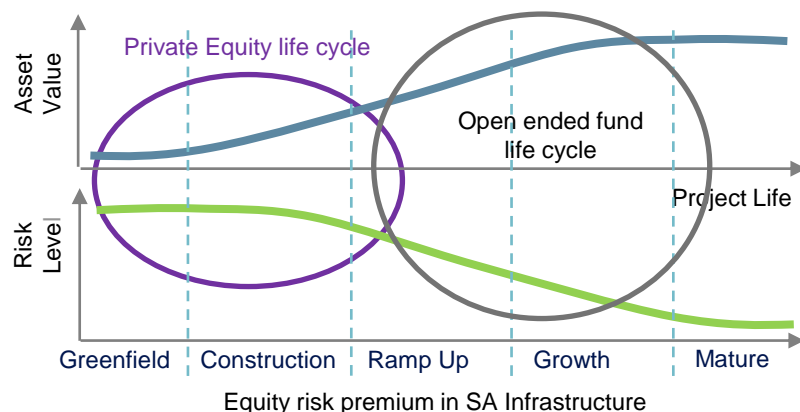 Private Equity life cycle
Asset
Value
Open ended fund
life cycle
Project Life
Risk
Level
Greenfield
Construction
Ramp Up
Growth
Mature
Equity risk premium in SA Infrastructure